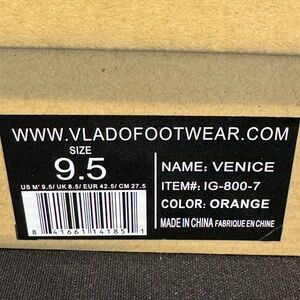 WWW.VLADOFOOTWEAR.COM
SIZE
9.5
US M' 9.5/ UK 8.5/ EUR 42.5/ CM 27.5
8 41661 14185 1
NAME: VENICE
ITEM#: IG-800-7
COLOR: ORANGE
MADE IN CHINA FABRIQUE EN CHINE